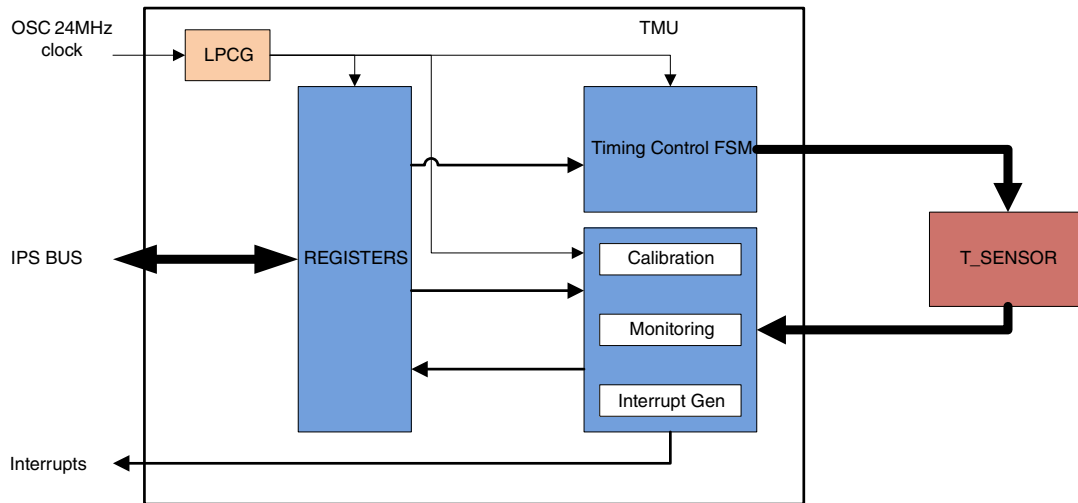 OSC 24MHz
clock
TMU
LPCG
Timing Control FSM
IPS BUS
REGISTERS
Calibration
T_SENSOR
Monitoring
Interrupt Gen
Interrupts